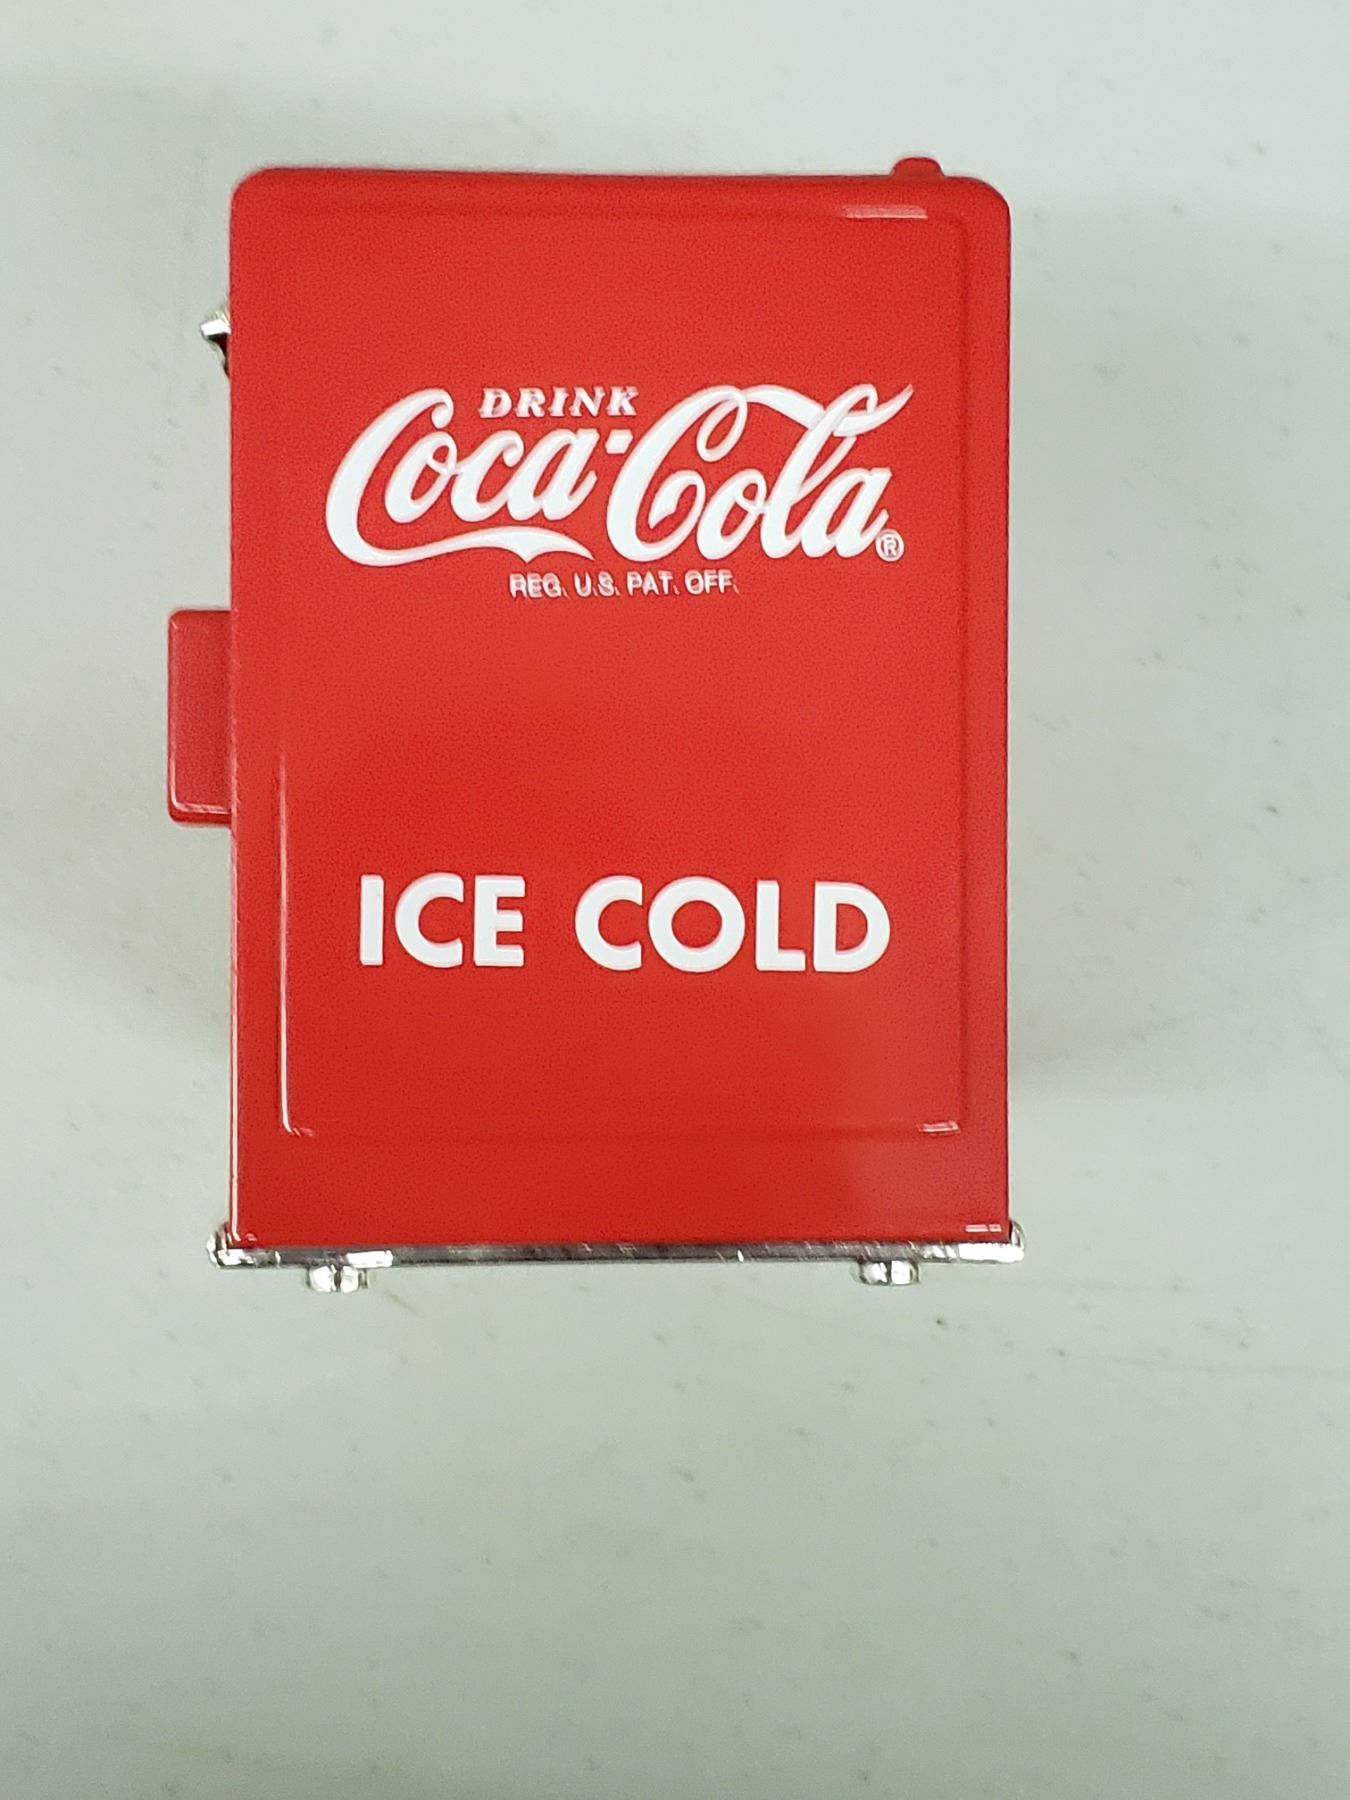 DRINK
Coca-Cola®
REG. U.S. PAT. OFF.
ICE COLD